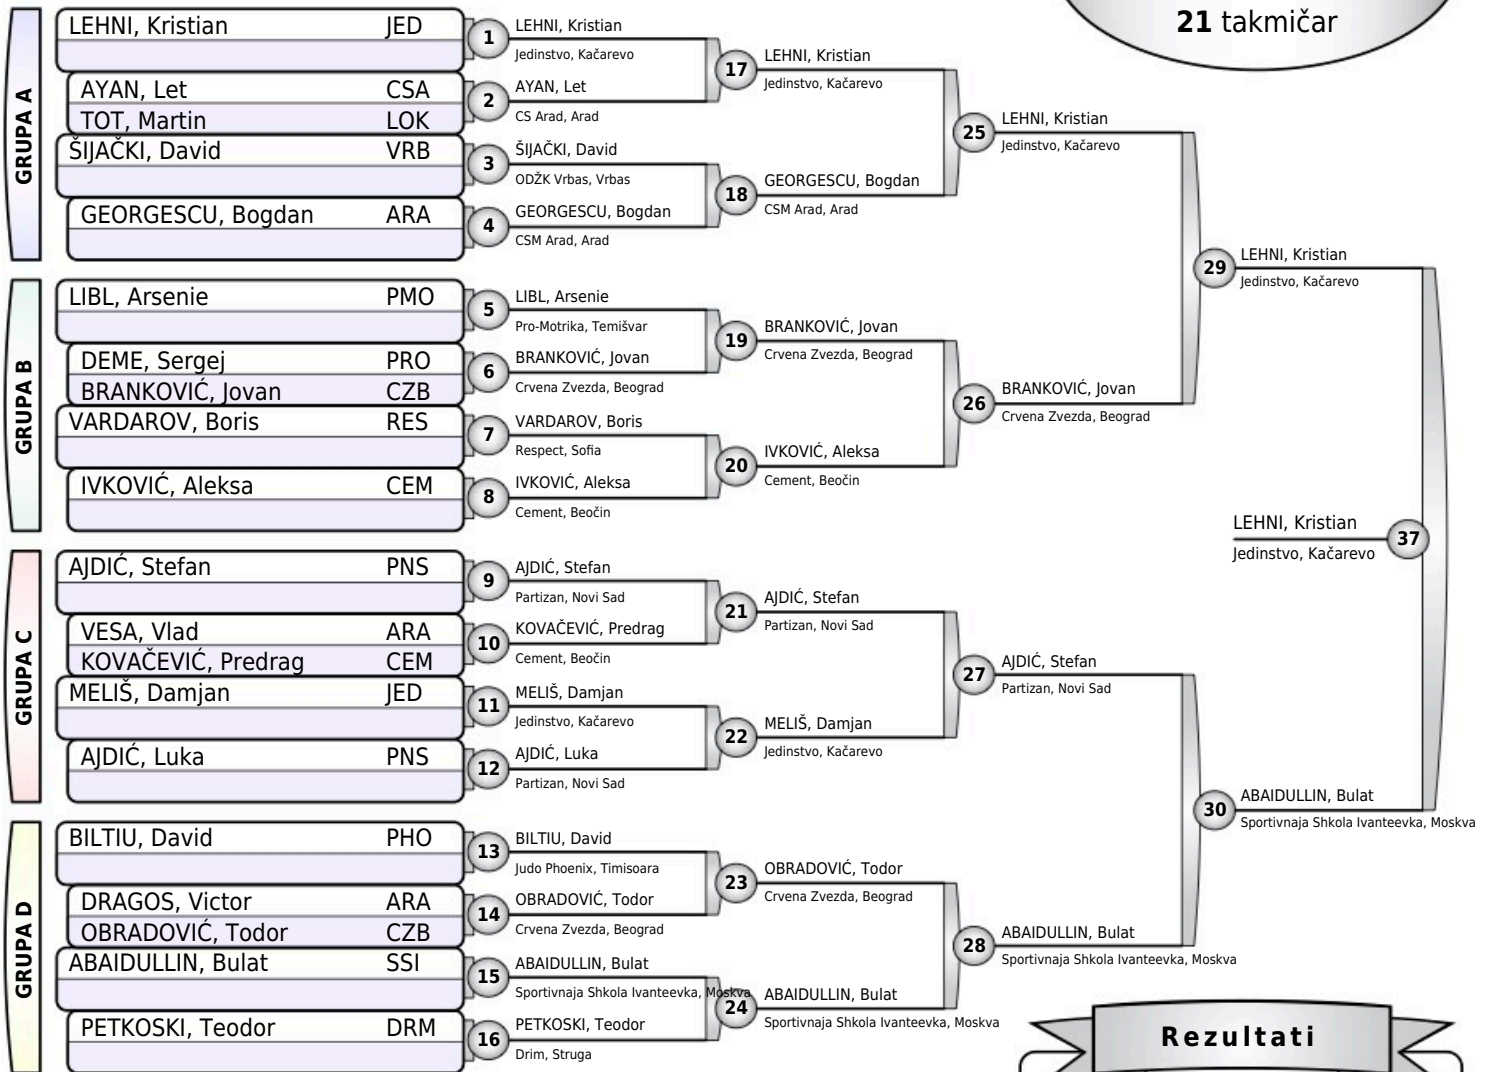 21 takmičar
GRUPA A
LEHNI, Kristian JED
AYAN, Let CSA
TOT, Martin LOK
ŠIJAČKI, David VRB
GEORGESCU, Bogdan ARA
1 LEHNI, Kristian
Jedinstvo, Kačarevo
2 AYAN, Let
CS Arad, Arad
3 ŠIJAČKI, David
ODŽK Vrbas, Vrbas
4 GEORGESCU, Bogdan
CSM Arad, Arad
17 LEHNI, Kristian
Jedinstvo, Kačarevo
18 GEORGESCU, Bogdan
CSM Arad, Arad
25 LEHNI, Kristian
Jedinstvo, Kačarevo
GRUPA B
LIBL, Arsenie PMO
DEME, Sergej PRO
BRANKOVIĆ, Jovan CZB
VARDAROV, Boris RES
IVKOVIĆ, Aleksa CEM
5 LIBL, Arsenie
Pro-Motrika, Temišvar
6 BRANKOVIĆ, Jovan
Crvena Zvezda, Beograd
7 VARDAROV, Boris
Respect, Sofia
8 IVKOVIĆ, Aleksa
Cement, Beočin
19 BRANKOVIĆ, Jovan
Crvena Zvezda, Beograd
20 IVKOVIĆ, Aleksa
Cement, Beočin
26 BRANKOVIĆ, Jovan
Crvena Zvezda, Beograd
29 LEHNI, Kristian
Jedinstvo, Kačarevo
GRUPA C
AJDIĆ, Stefan PNS
VESA, Vlad ARA
KOVAČEVIĆ, Predrag CEM
MELIŠ, Damjan JED
AJDIĆ, Luka PNS
9 AJDIĆ, Stefan
Partizan, Novi Sad
10 KOVAČEVIĆ, Predrag
Cement, Beočin
11 MELIŠ, Damjan
Jedinstvo, Kačarevo
12 AJDIĆ, Luka
Partizan, Novi Sad
21 AJDIĆ, Stefan
Partizan, Novi Sad
22 MELIŠ, Damjan
Jedinstvo, Kačarevo
27 AJDIĆ, Stefan
Partizan, Novi Sad
GRUPA D
BILTIU, David PHO
DRAGOS, Victor ARA
OBRADOVIĆ, Todor CZB
ABAIDULLIN, Bulat SSI
PETKOSKI, Teodor DRM
13 BILTIU, David
Judo Phoenix, Timisoara
14 OBRADOVIĆ, Todor
Crvena Zvezda, Beograd
15 ABAIDULLIN, Bulat
Sportivnaja Shkola Ivanteevka, Moskva
16 PETKOSKI, Teodor
Drim, Struga
23 OBRADOVIĆ, Todor
Crvena Zvezda, Beograd
24 ABAIDULLIN, Bulat
Sportivnaja Shkola Ivanteevka, Moskva
28 ABAIDULLIN, Bulat
Sportivnaja Shkola Ivanteevka, Moskva
30 ABAIDULLIN, Bulat
Sportivnaja Shkola Ivanteevka, Moskva
LEHNI, Kristian 37
Jedinstvo, Kačarevo
Rezultati